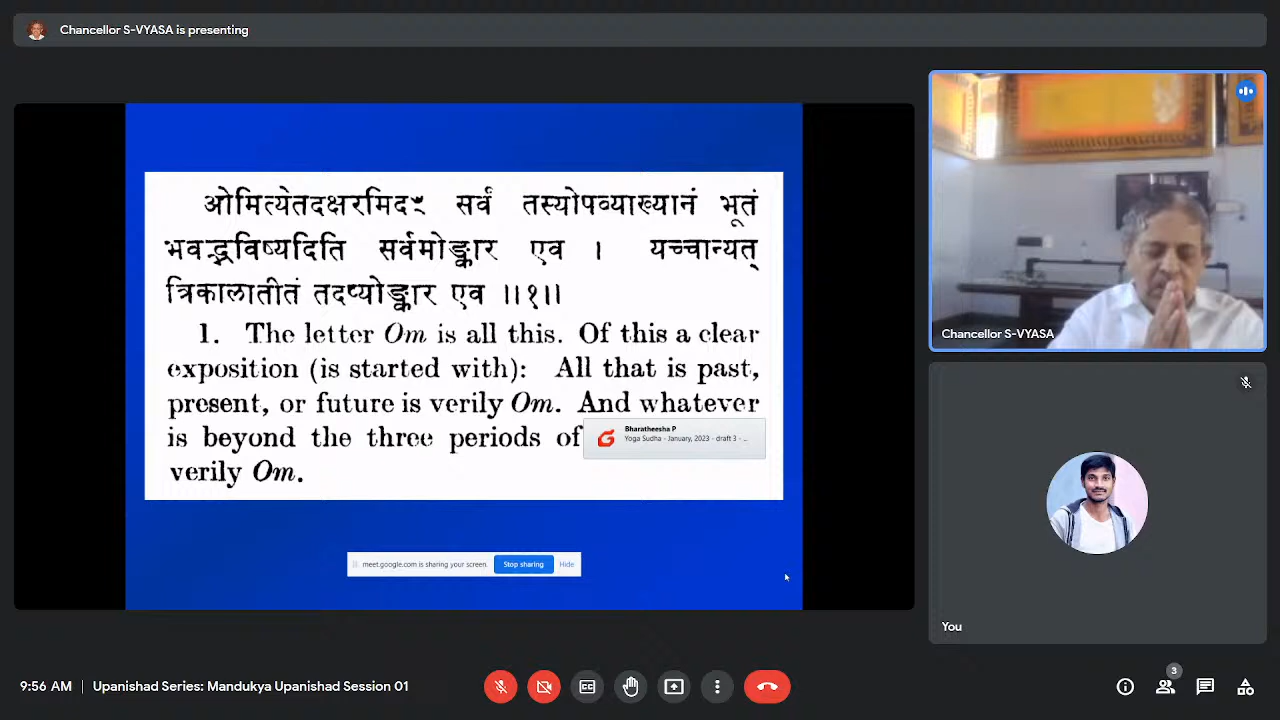 Chancellor S-VYASA is presenting
ओमित्येतदक्षरमिदꣳ सर्वं तस्योपव्याख्यानं भूतं
भवद्भविष्यदिति सर्वमोङ्कार एव । यच्चान्यत्
त्रिकालातीतं तदप्योङ्कार एव ॥१॥
1. The letter Om is all this. Of this a clear
exposition (is started with): All that is past,
present, or future is verily Om. And whatever
is beyond the three periods of
verily Om.
Bharatheesha P
Yoga Sudha - January, 2023 - draft 3 - ...
meet.google.com is sharing your screen. Stop sharing Hide
Chancellor S-VYASA
You
9:56 AM | Upanishad Series: Mandukya Upanishad Session 01
3